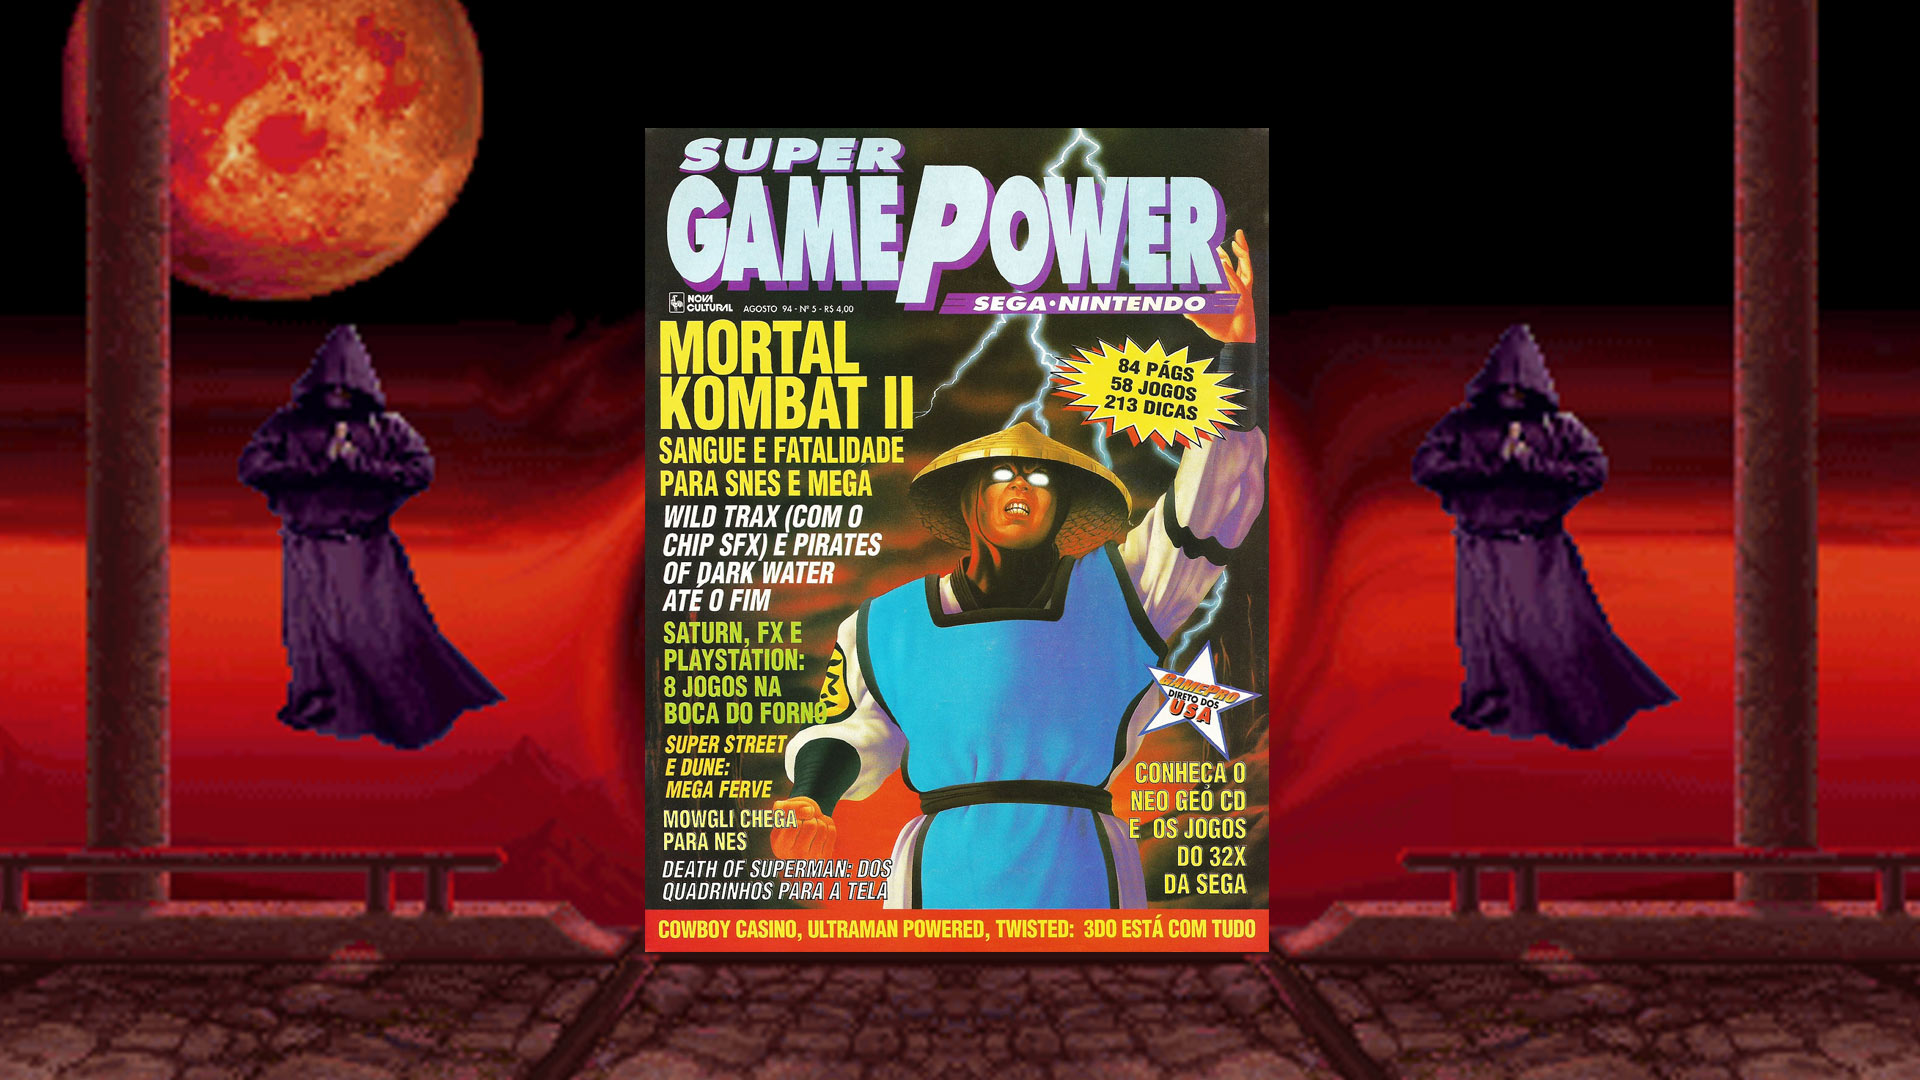 SUPER
GAMEPOWER
SEGA·NINTENDO
NOVA
CULTURAL
AGOSTO 94 - Nº 5 - R$ 4,00
MORTAL
KOMBAT II
SANGUE E FATALIDADE
PARA SNES E MEGA
WILD TRAX (COM O
CHIP SFX) E PIRATES
OF DARK WATER
ATÉ O FIM
SATURN, FX E
PLAYSTATION:
8 JOGOS NA
BOCA DO FORNO
SUPER STREET
E DUNE:
MEGA FERVE
MOWGLI CHEGA
PARA NES
DEATH OF SUPERMAN: DOS
QUADRINHOS PARA A TELA
84 PÁGS
58 JOGOS
213 DICAS
GAMEPRO
DIRETO DOS
USA
CONHEÇA O
NEO GEO CD
E OS JOGOS
DO 32X
DA SEGA
COWBOY CASINO, ULTRAMAN POWERED, TWISTED: 3DO ESTÁ COM TUDO